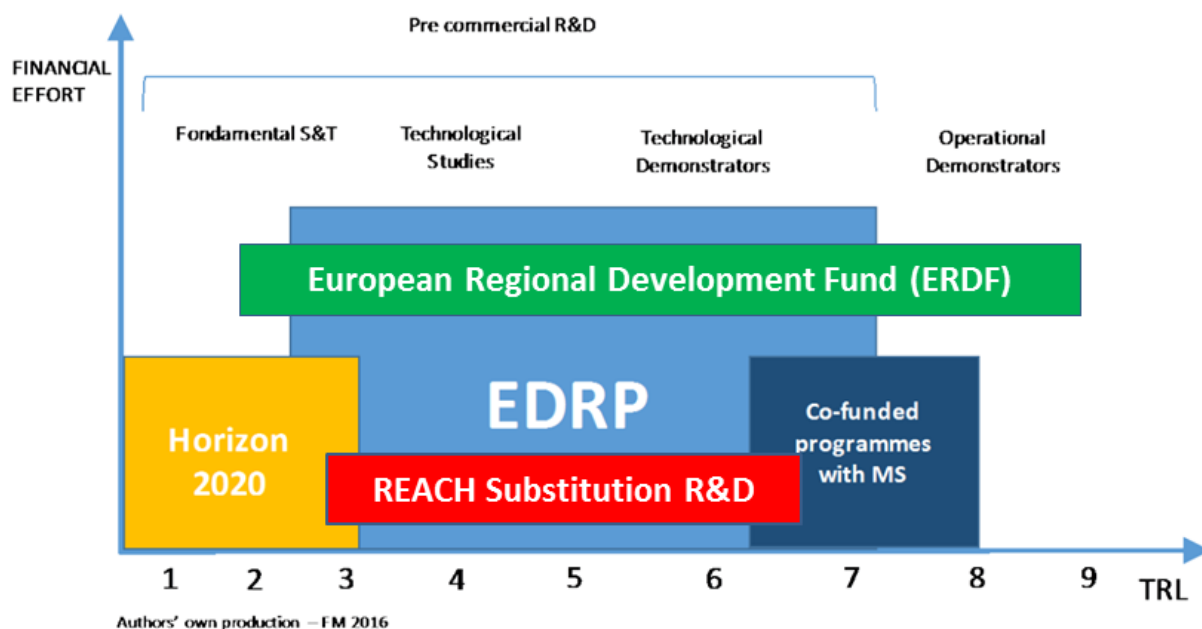 Pre commercial R&D
FINANCIAL
EFFORT
Fondamental S&T
Technological
Studies
Technological
Demonstrators
Operational
Demonstrators
European Regional Development Fund (ERDF)
EDRP
Horizon
2020
Co-funded
programmes
with MS
REACH Substitution R&D
1 2 3 4 5 6 7 8 9 TRL
Authors' own production – FM 2016